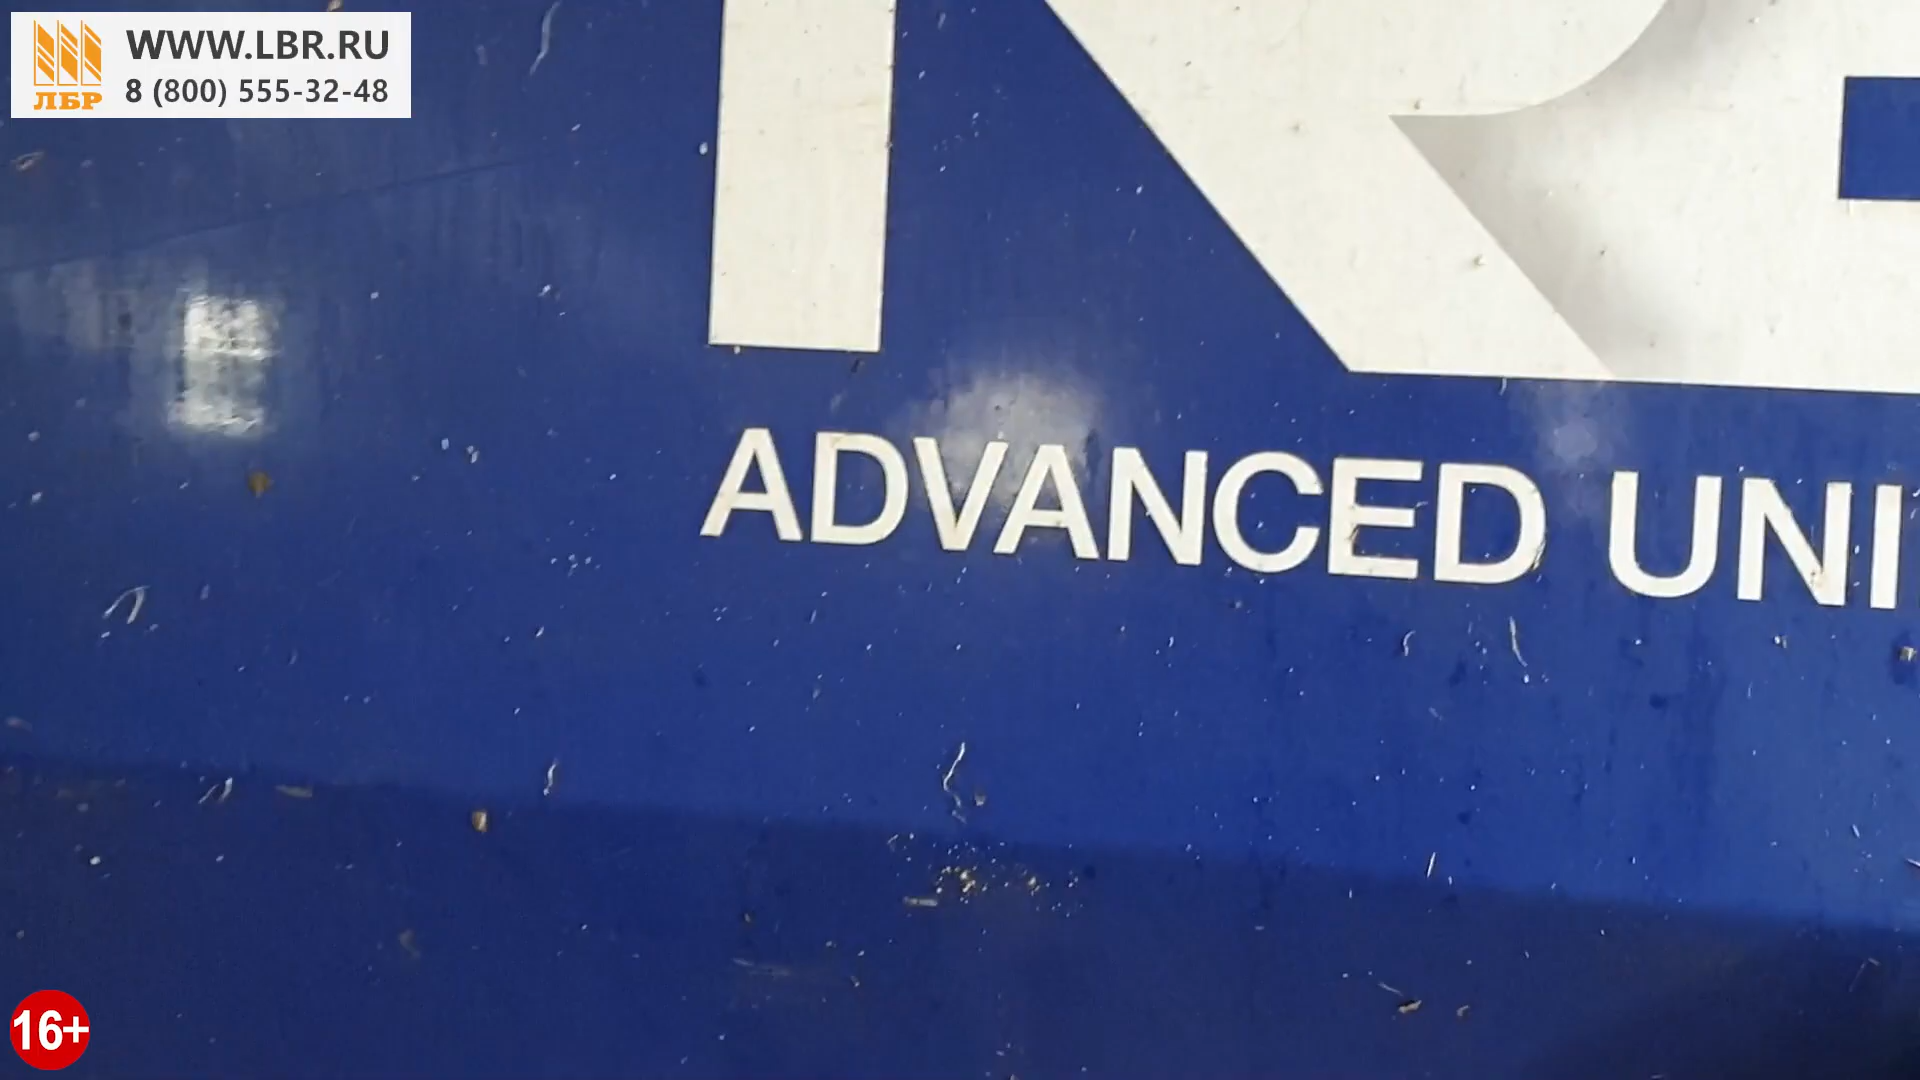 WWW.LBR.RU
ЛБР
8 (800) 555-32-48
ADVANCED UNI
16+